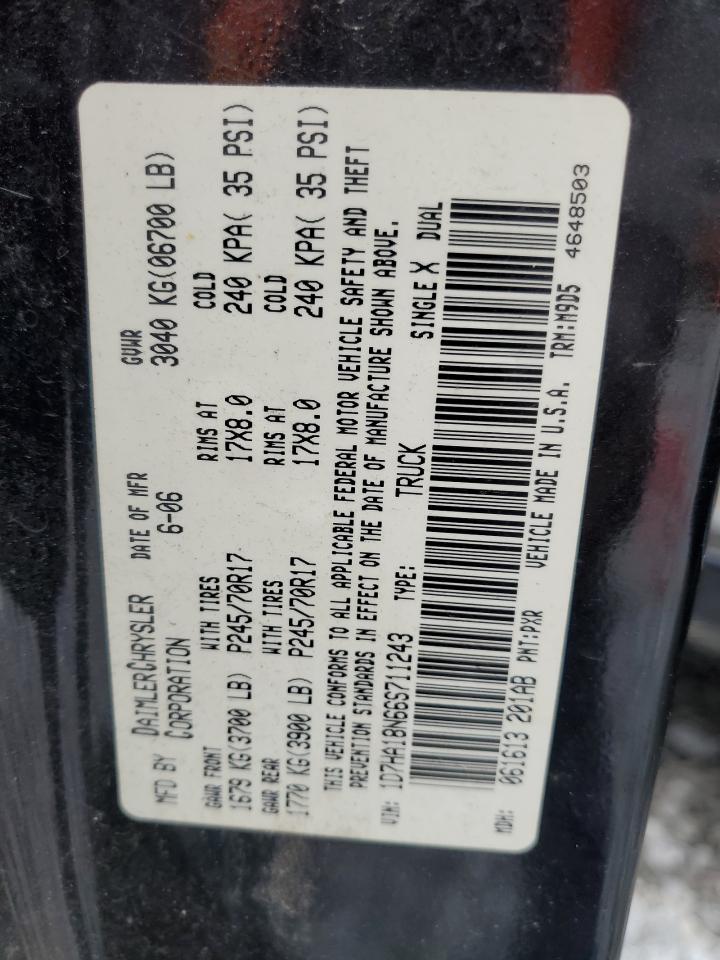 MFD BY DAIMLERCHRYSLER CORPORATION DATE OF MFR 6-06 GVWR 3040 KG(06700 LB)
GAWR FRONT WITH TIRES RIMS AT COLD
1679 KG(3700 LB) P245/70R17 17X8.0 240 KPA( 35 PSI)
GAWR REAR WITH TIRES RIMS AT COLD
1770 KG(3900 LB) P245/70R17 17X8.0 240 KPA( 35 PSI)
THIS VEHICLE CONFORMS TO ALL APPLICABLE FEDERAL MOTOR VEHICLE SAFETY AND THEFT
PREVENTION STANDARDS IN EFFECT ON THE DATE OF MANUFACTURE SHOWN ABOVE.
VIN: 1D7HA18N66S711243 TYPE: TRUCK SINGLE X DUAL
MDH: 061613 201AB PNT:PXR VEHICLE MADE IN U.S.A. TRM:M9D5 4648503